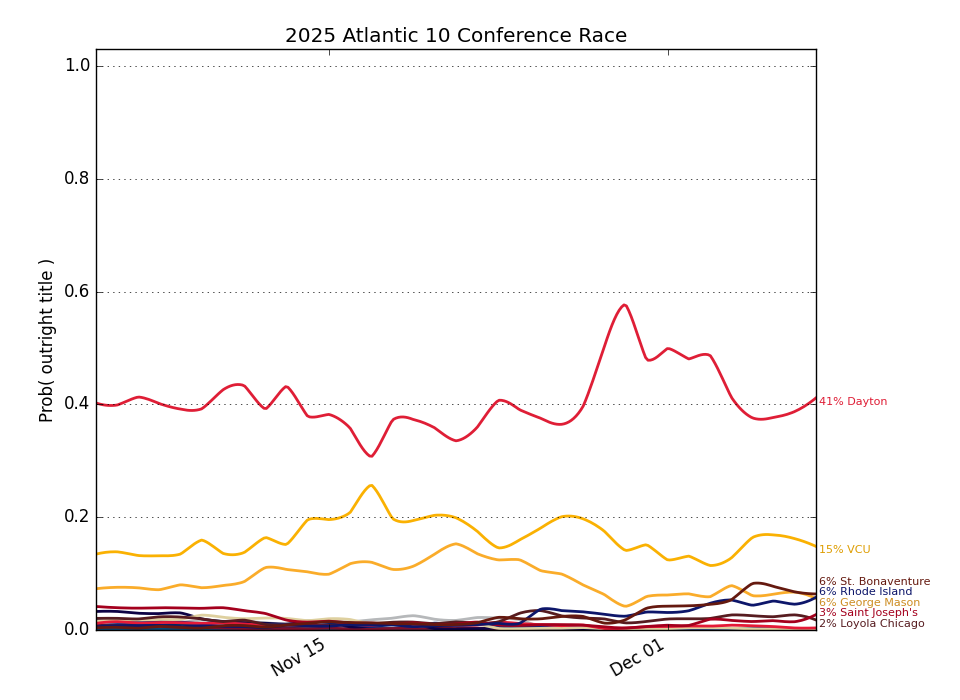 2025 Atlantic 10 Conference Race
Prob( outright title )
1.0
0.8
0.6
0.4
0.2
0.0
Nov 15
Dec 01
41% Dayton
15% VCU
6% St. Bonaventure
6% Rhode Island
6% George Mason
3% Saint Joseph's
2% Loyola Chicago